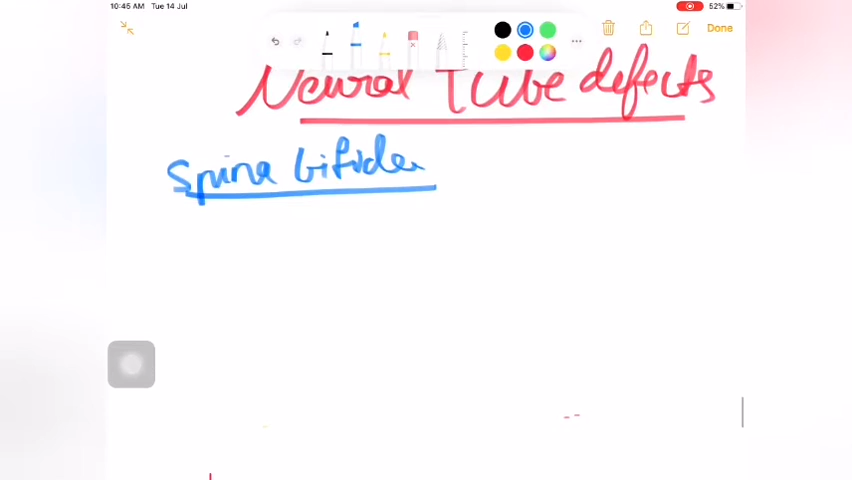 10:45 AM Tue 14 Jul
52%
Done
Neural Tube defects
Spina bifida